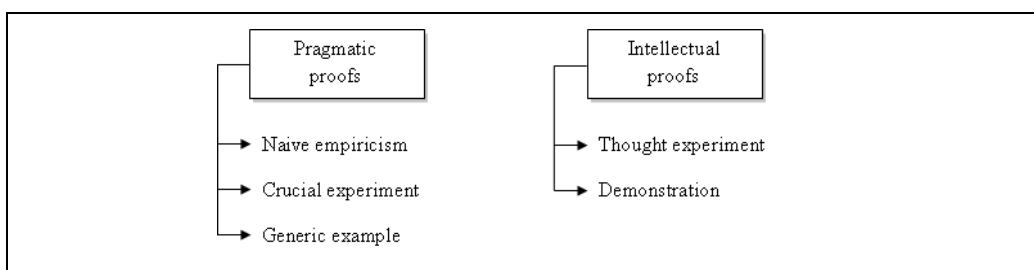 Pragmatic
proofs
Naive empiricism
Crucial experiment
Generic example
Intellectual
proofs
Thought experiment
Demonstration